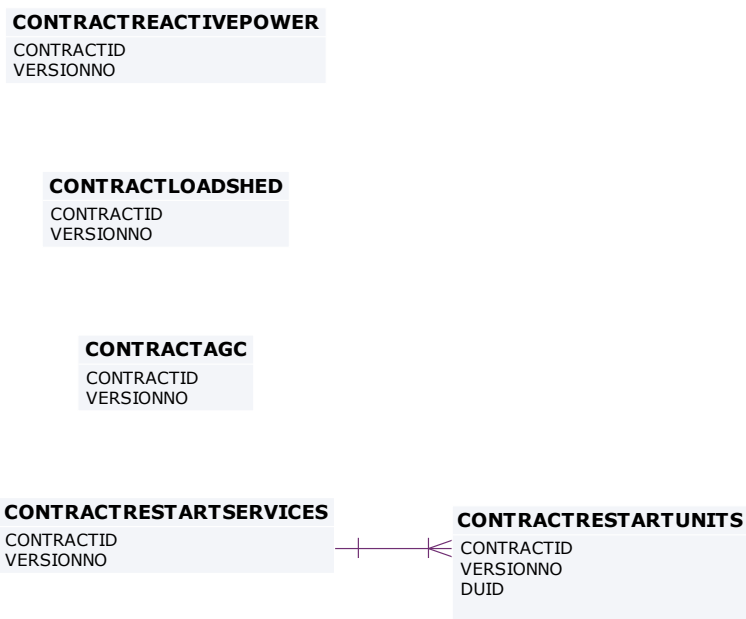 CONTRACTREACTIVEPOWER
CONTRACTID
VERSIONNO
CONTRACTLOADSHED
CONTRACTID
VERSIONNO
CONTRACTAGC
CONTRACTID
VERSIONNO
CONTRACTRESTARTSERVICES
CONTRACTID
VERSIONNO
CONTRACTRESTARTUNITS
CONTRACTID
VERSIONNO
DUID